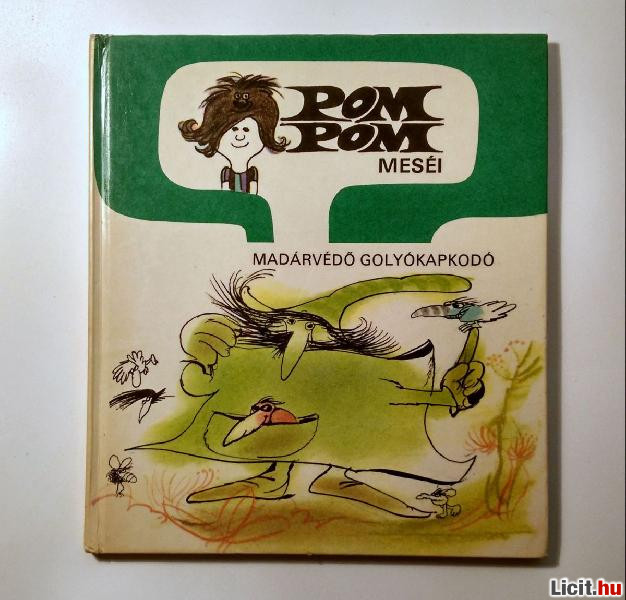 POM
POM
MESÉI
MADÁRVÉDŐ GOLYÓKAPKODÓ
Licit.hu